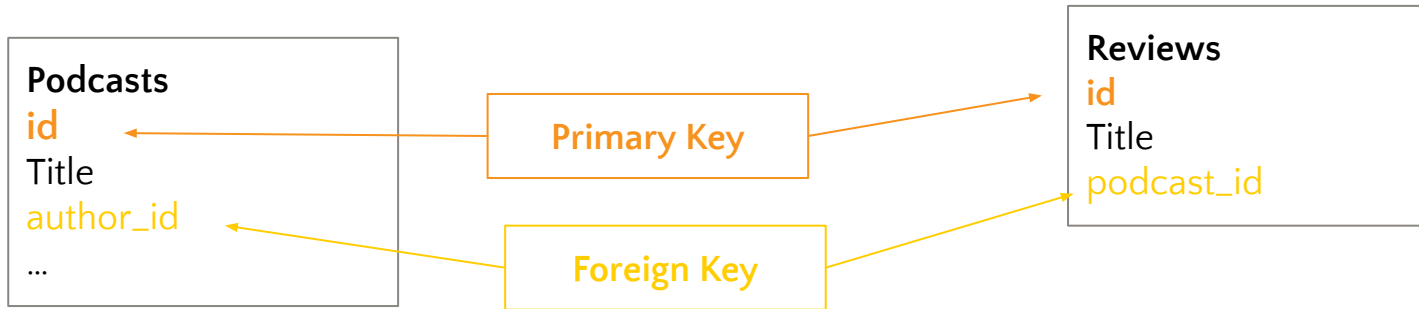 Podcasts
id
Title
author_id
...
Primary Key
Foreign Key
Reviews
id
Title
podcast_id